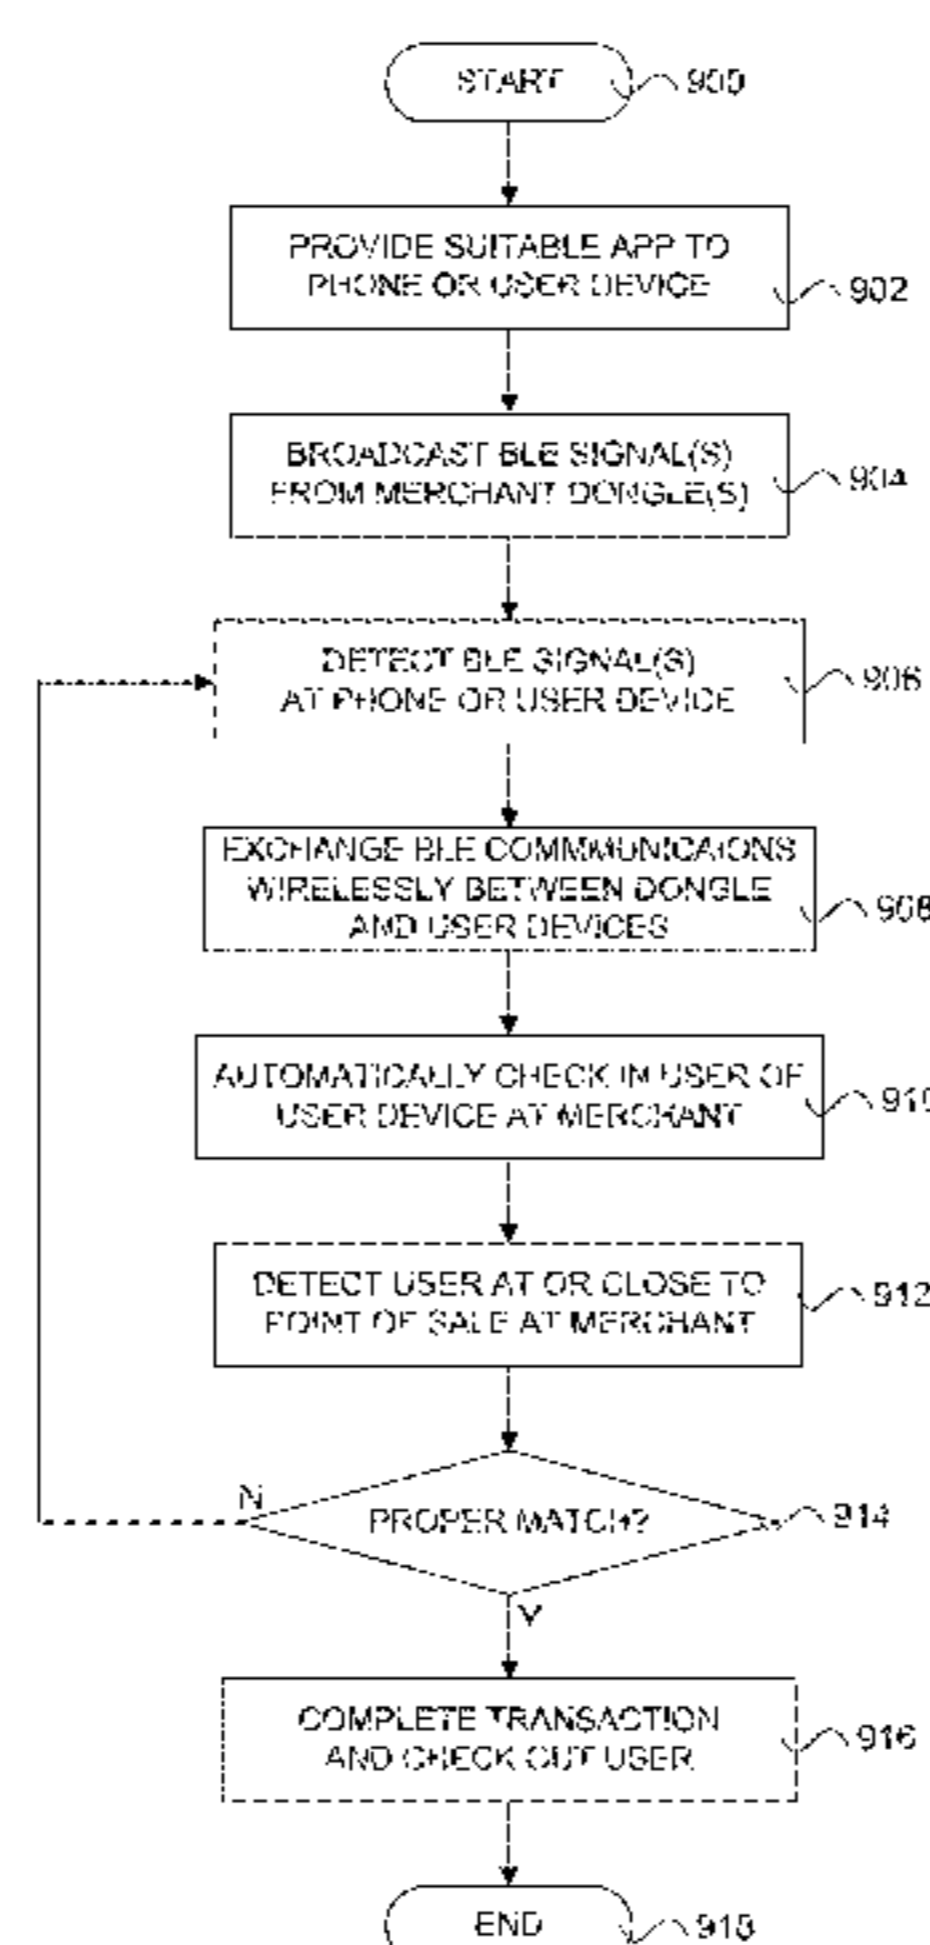 START 900
PROVIDE SUITABLE APP TO
PHONE OR USER DEVICE
902
BROADCAST BLE SIGNAL(S)
FROM MERCHANT DONGLE(S)
904
DETECT BLE SIGNAL(S)
AT PHONE OR USER DEVICE
906
EXCHANGE BLE COMMMUNICAIONS
WIRELESSLY BETWEEN DONGLE
AND USER DEVICES
908
AUTOMATICALLY CHECK IN USER OF
USER DEVICE AT MERCHANT
910
DETECT USER AT OR CLOSE TO
POINT OF SALE AT MERCHANT
912
N
PROPER MATCH? 914
Y
COMPLETE TRANSACTION
AND CHECK OUT USER
916
END 918